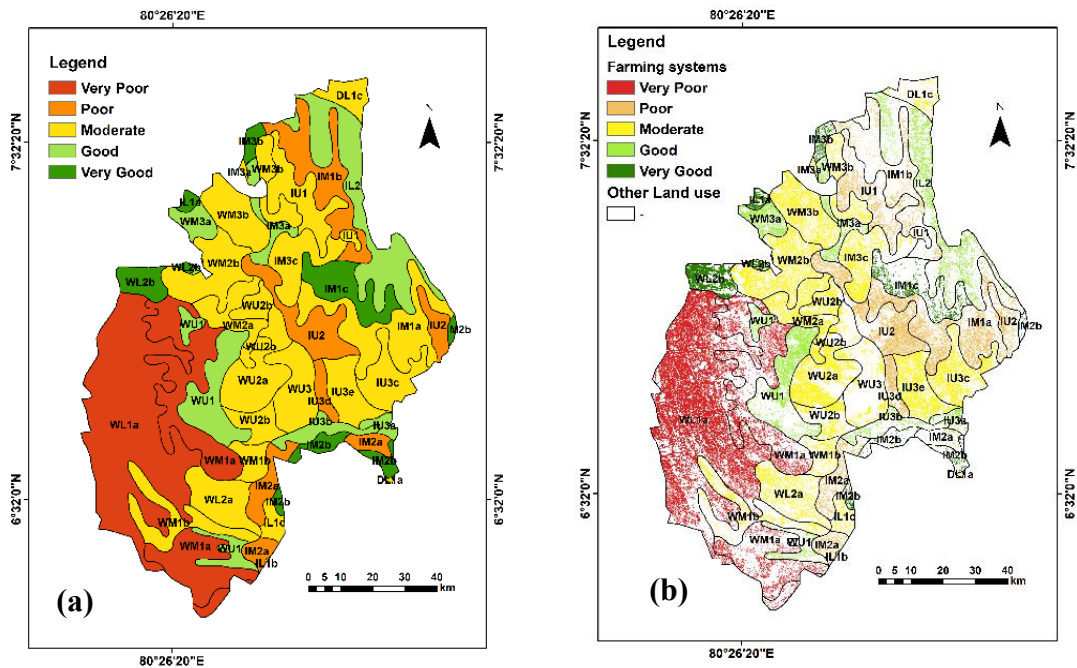 80°26'20"E
Legend
Very Poor
Poor
Moderate
Good
Very Good
N
7°32'20"N
6°32'0"N
DL1c
IM3b
IM3a
WM3b
IM1b
IL2
IU1
IL1a
WM3a
WM3b
IM3a
IU1
WM2b
IM3c
WL2b
WL2b
IM1c
WU2b
WU1
WM2a
IU2
IM1a
IU2
IM2b
WU2b
WU2a
WU3
IU3e
IU3c
WU1
WL1a
IU3d
WU2b
IU3b
IU3a
IM2b
IM2a
WM1a
WM1b
IM2b
DL1a
IM2a
WL2a
IM2b
IL1c
WM1b
WM1a
WU1
IM2a
IL1b
0 5 10 20 30 40
km
(a)
80°26'20"E
80°26'20"E
Legend
Farming systems
Very Poor
Poor
Moderate
Good
Very Good
Other Land use
-
N
7°32'20"N
7°32'20"N
6°32'0"N
6°32'0"N
DL1c
IM3b
IM3a
WM3b
IM1b
IL2
IU1
IL1a
WM3a
WM3b
IM3a
IU1
WM2b
IM3c
WL2b
WL2b
IM1c
WU2b
WU1
WM2a
IU2
IM1a
IU2
IM2b
WU2b
WU2a
WU3
IU3e
IU3c
WU1
WL1a
IU3d
WU2b
IU3b
IU3a
IM2b
IM2a
WM1a
WM1b
IM2b
DL1a
IM2a
WL2a
IM2b
IL1c
WM1b
WM1a
WU1
IM2a
IL1b
0 5 10 20 30 40
km
(b)
80°26'20"E